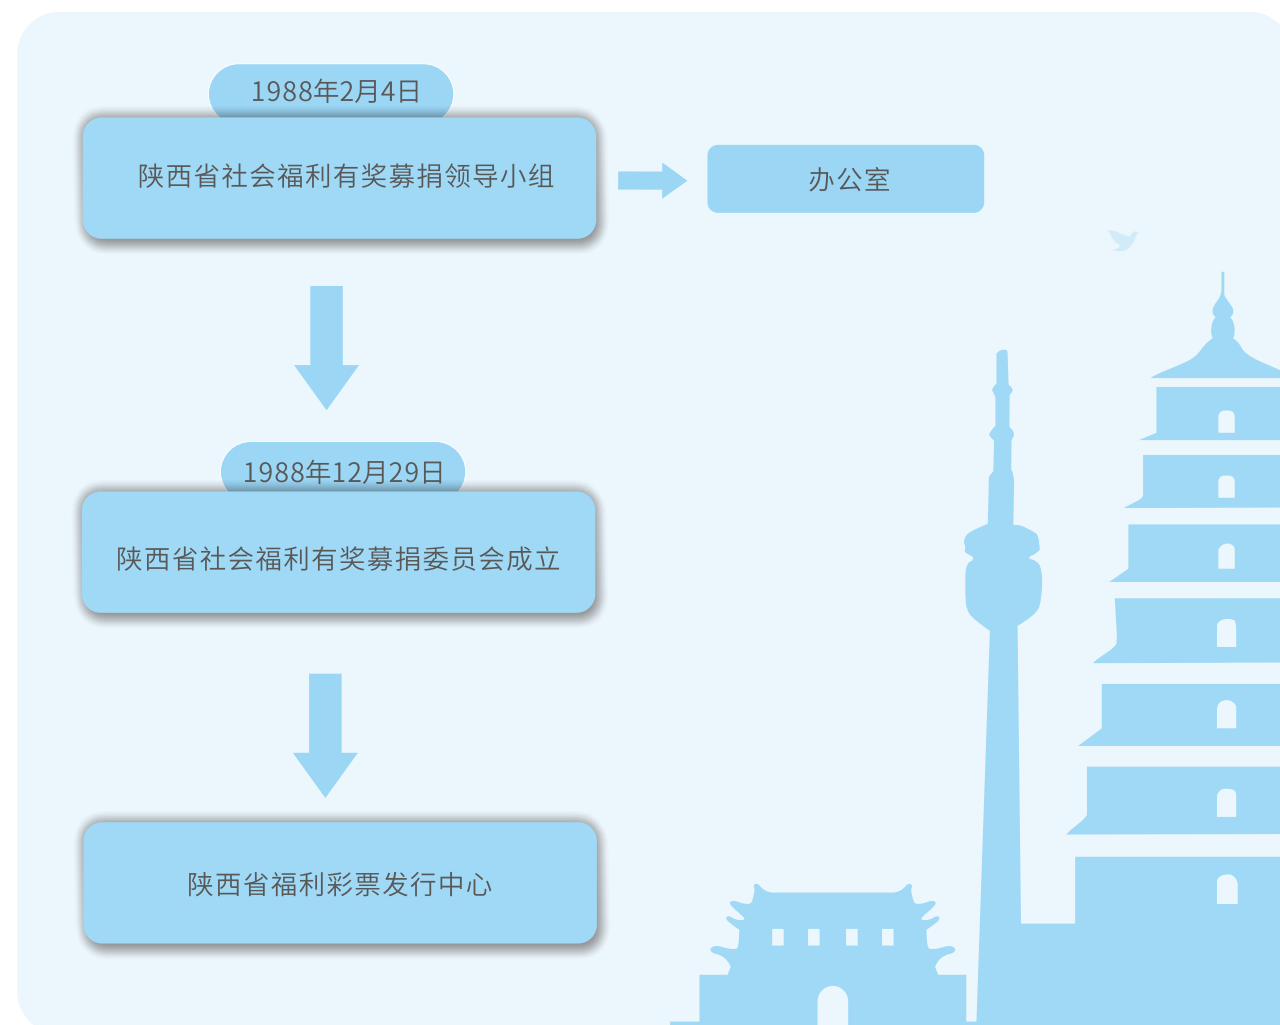 1988年2月4日
陕西省社会福利有奖募捐领导小组
办公室
1988年12月29日
陕西省社会福利有奖募捐委员会成立
陕西省福利彩票发行中心